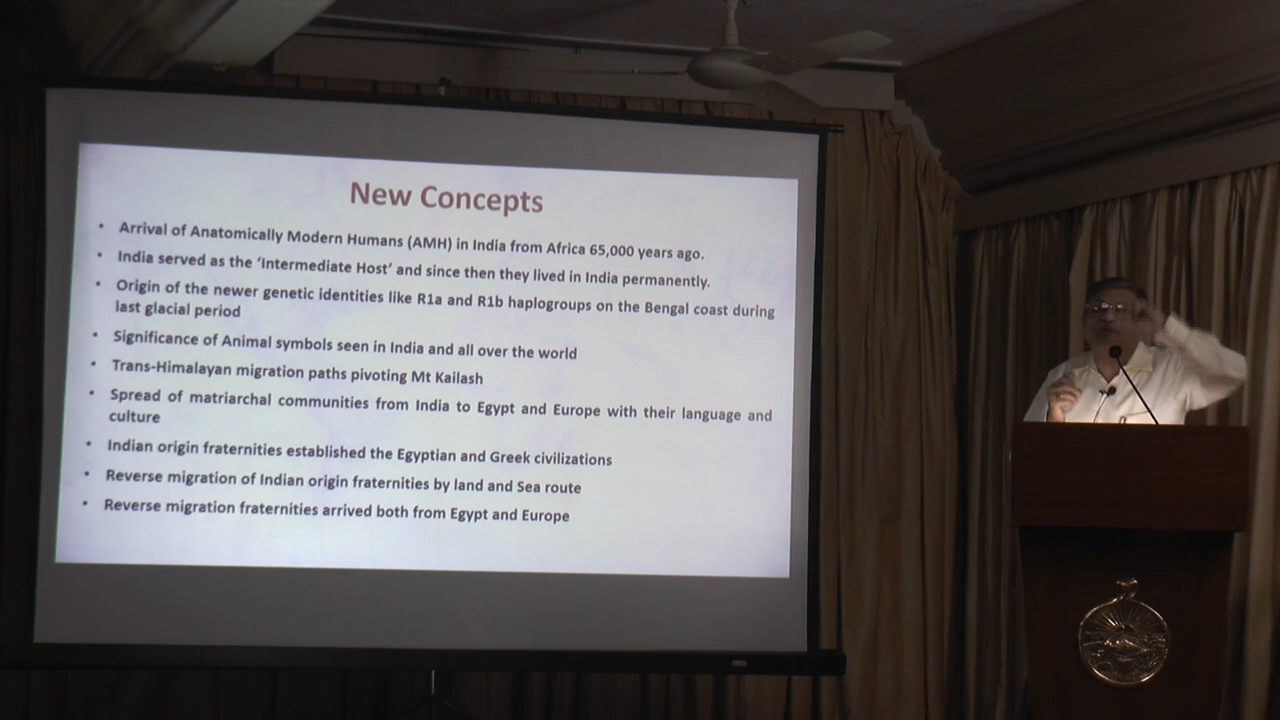 New Concepts
• Arrival of Anatomically Modern Humans (AMH) in India from Africa 65,000 years ago.
• India served as the ‘Intermediate Host’ and since then they lived in India permanently.
• Origin of the newer genetic identities like R1a and R1b haplogroups on the Bengal coast during
last glacial period
• Significance of Animal symbols seen in India and all over the world
• Trans-Himalayan migration paths pivoting Mt Kailash
• Spread of matriarchal communities from India to Egypt and Europe with their language and
culture
• Indian origin fraternities established the Egyptian and Greek civilizations
• Reverse migration of Indian origin fraternities by land and Sea route
• Reverse migration fraternities arrived both from Egypt and Europe